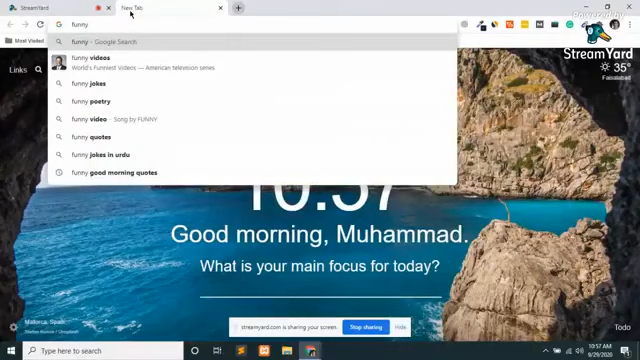 StreamYard
New Tab
Powered by
funny
Most Visited
funny - Google Search
StreamYard
funny videos
World's Funniest Videos — American television series
Links
35°
Faisalabad
funny jokes
funny poetry
funny video - Song by FUNNY
funny quotes
funny jokes in urdu
funny good morning quotes
10:57
Good morning, Muhammad.
What is your main focus for today?
Mallorca, Spain
streamyard.com is sharing your screen.
Stop sharing
Hide
Todo
Type here to search
10:57 AM
9/29/2020